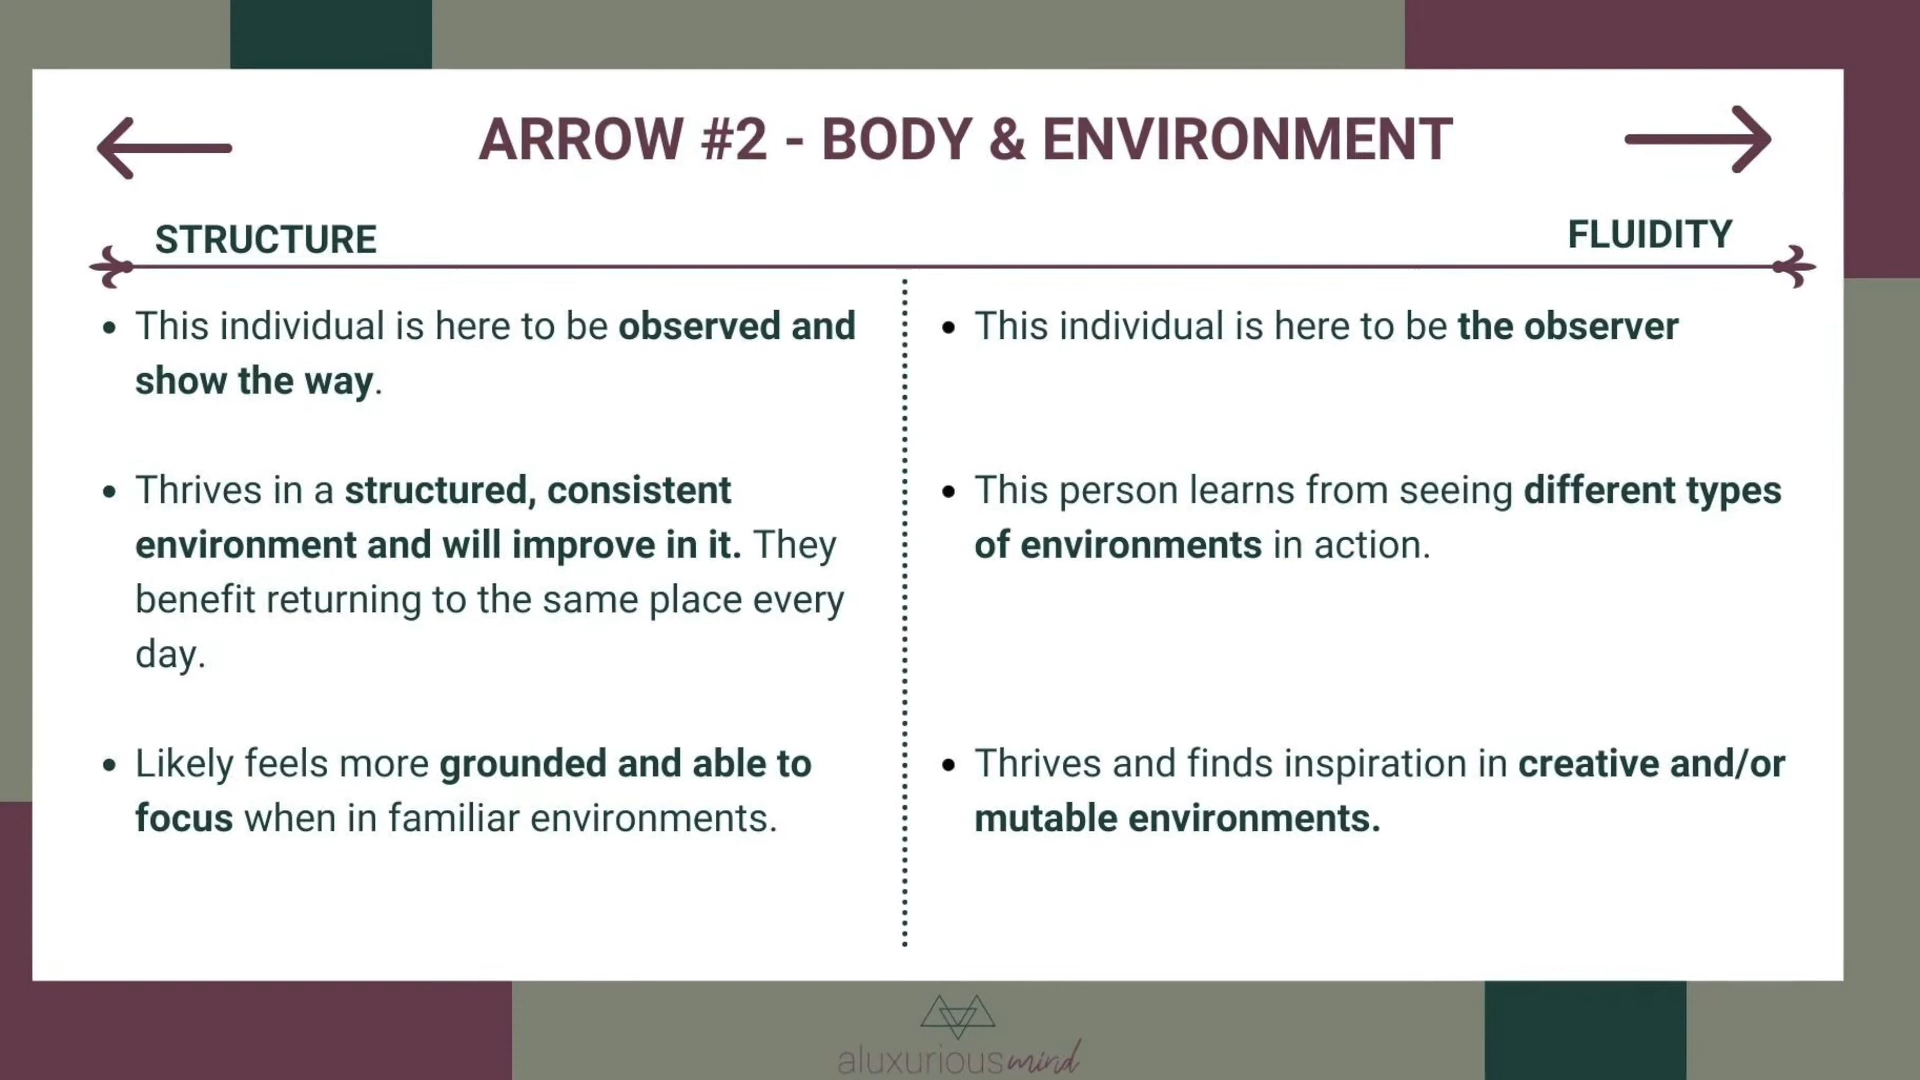 ARROW #2 - BODY & ENVIRONMENT
STRUCTURE
FLUIDITY
• This individual is here to be observed and
show the way.
• Thrives in a structured, consistent
environment and will improve in it. They
benefit returning to the same place every
day.
• Likely feels more grounded and able to
focus when in familiar environments.
• This individual is here to be the observer
• This person learns from seeing different types
of environments in action.
• Thrives and finds inspiration in creative and/or
mutable environments.
aluxuriousmind